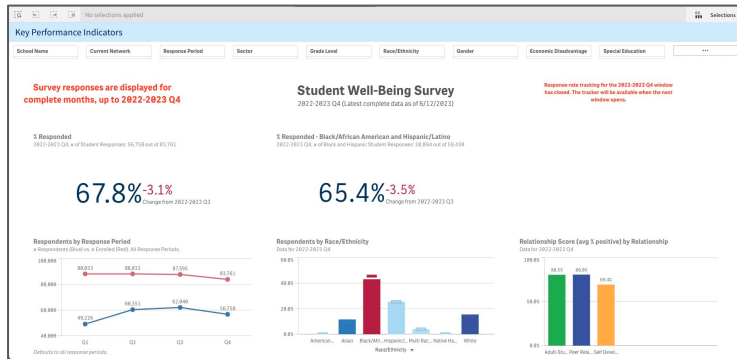 No selections applied
Selections
Key Performance Indicators
School Name
Current Network
Response Period
Sector
Grade Level
Race/Ethnicity
Gender
Economic Disadvantage
Special Education
...
Survey responses are displayed for
complete months, up to 2022-2023 Q4
Student Well-Being Survey
2022-2023 Q4 (Latest complete data as of 6/12/2023)
Response rate tracking for the 2022-2023 Q4 window
has closed. The tracker will be available when the next
window opens.
% Responded
2022-2023 Q4, # of Student Responses: 56,758 out of 83,761
67.8%
-3.1%
Change from 2022-2023 Q3
% Responded - Black/African American and Hispanic/Latino
2022-2023 Q4, # of Black and Hispanic Student Responses: 38,894 out of 59,438
65.4%
-3.5%
Change from 2022-2023 Q3
Respondents by Response Period
# Respondents (Blue) vs. # Enrolled (Red). All Response Periods.
100,000
80,000
60,000
40,000
88,033
88,011
87,505
83,761
49,226
60,351
62,040
56,758
Q1
Q2
Q3
Q4
Defaults to all response periods.
Respondents by Race/Ethnicity
Data for 2022-2023 Q4
60.0%
40.0%
20.0%
0.0%
American...
Asian
Black/Afri...
Hispanic/...
Multi Rac...
Native Ha...
White
Race/Ethnicity
Relationship Score (avg % positive) by Relationship
Data for 2022-2023 Q4
100.0%
50.0%
0.0%
Adult-Stu...
Peer Rela...
Self Devel...